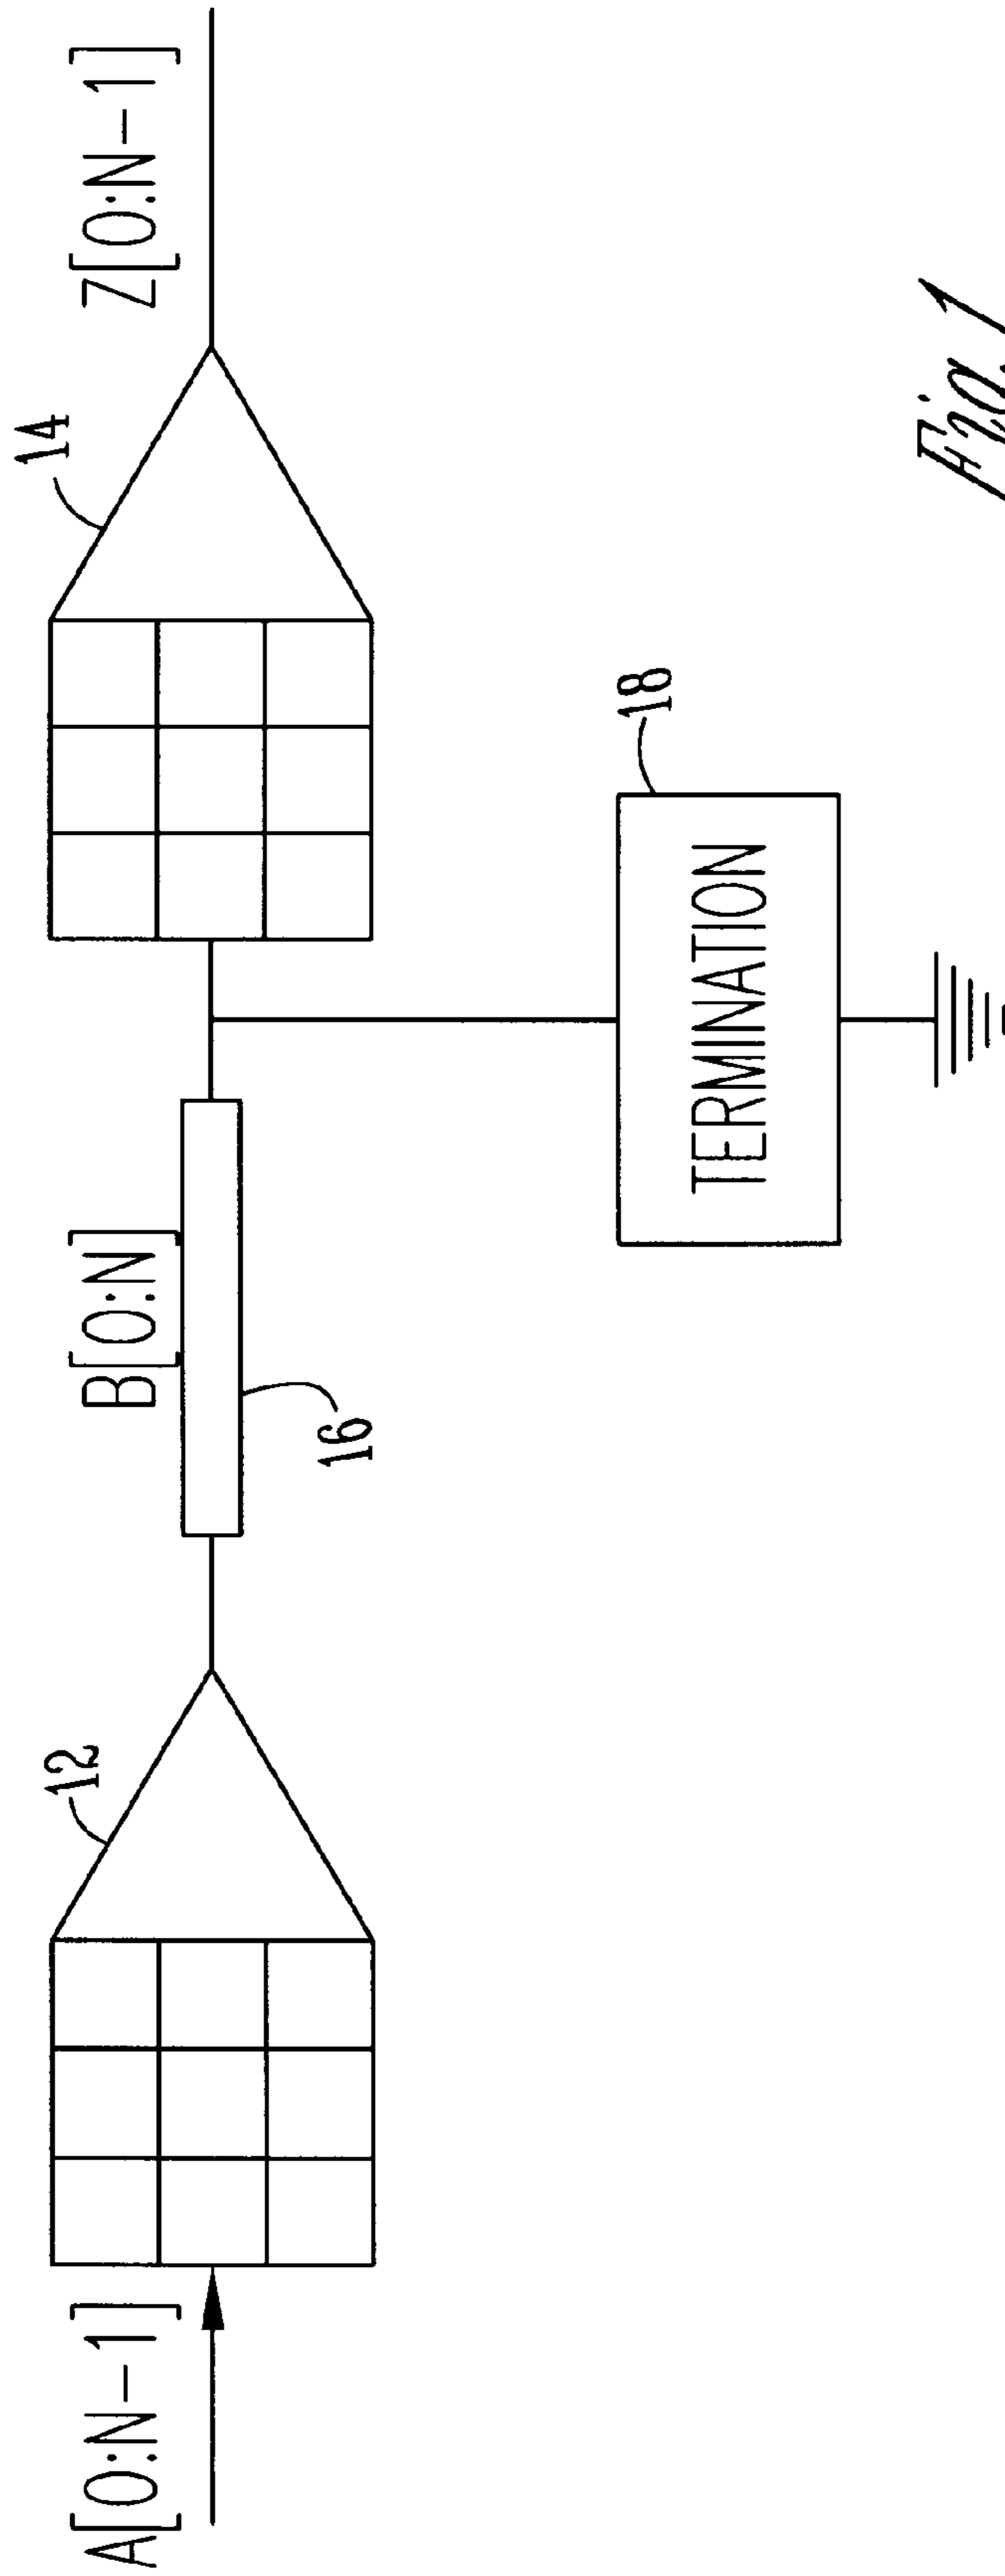 A[0:N-1]
12
B[0:N]
16
14
Z[0:N-1]
TERMINATION
18
Fig. 1